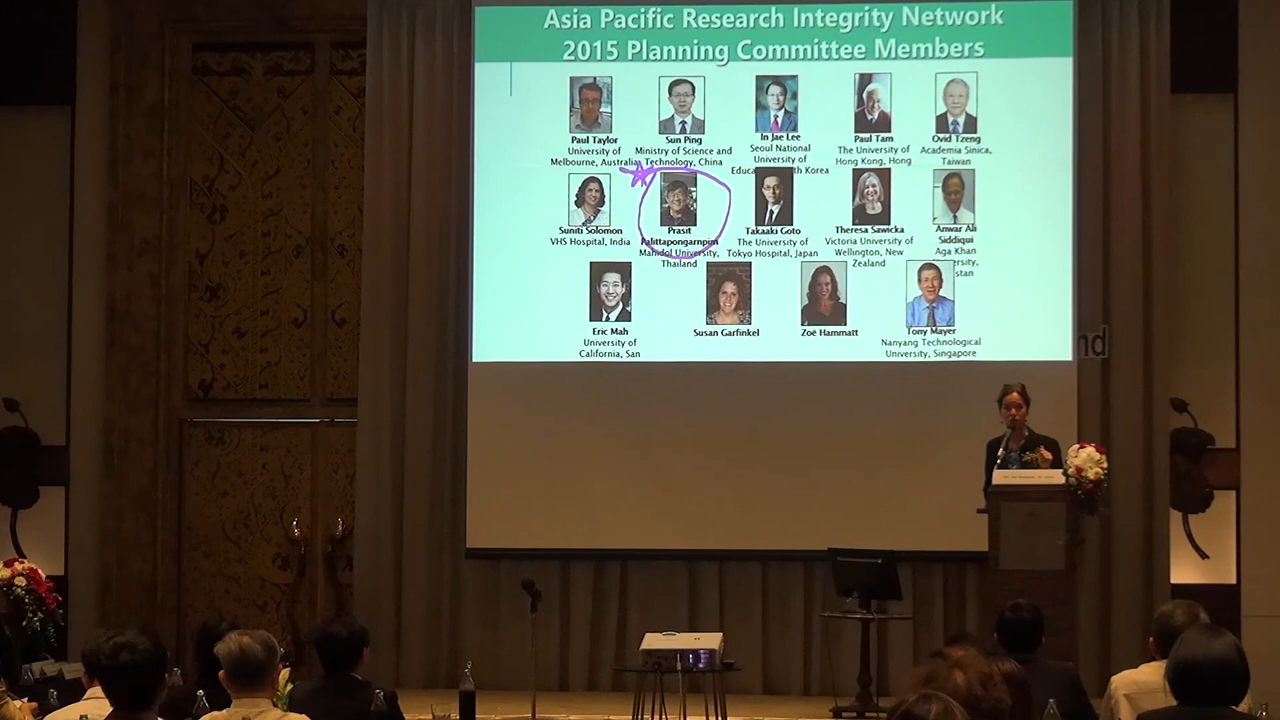 Asia Pacific Research Integrity Network
2015 Planning Committee Members
Paul Taylor
University of
Melbourne, Australia
Sun Ping
Ministry of Science and
Technology, China
In Jae Lee
Seoul National
University of
Paul Tam
The University of
Hong Kong, Hong
Ovid Tzeng
Academia Sinica,
Taiwan
Suniti Solomon
VHS Hospital, India
Prasit
Palittapongarnpim
Mahidol University,
Thailand
Takaaki Goto
The University of
Tokyo Hospital, Japan
Theresa Sawicka
Victoria University of
Wellington, New
Zealand
Anwar Ali
Siddiqui
Aga Khan
Eric Mah
University of
California, San
Susan Garfinkel
Zoë Hammatt
Tony Mayer
Nanyang Technological
University, Singapore